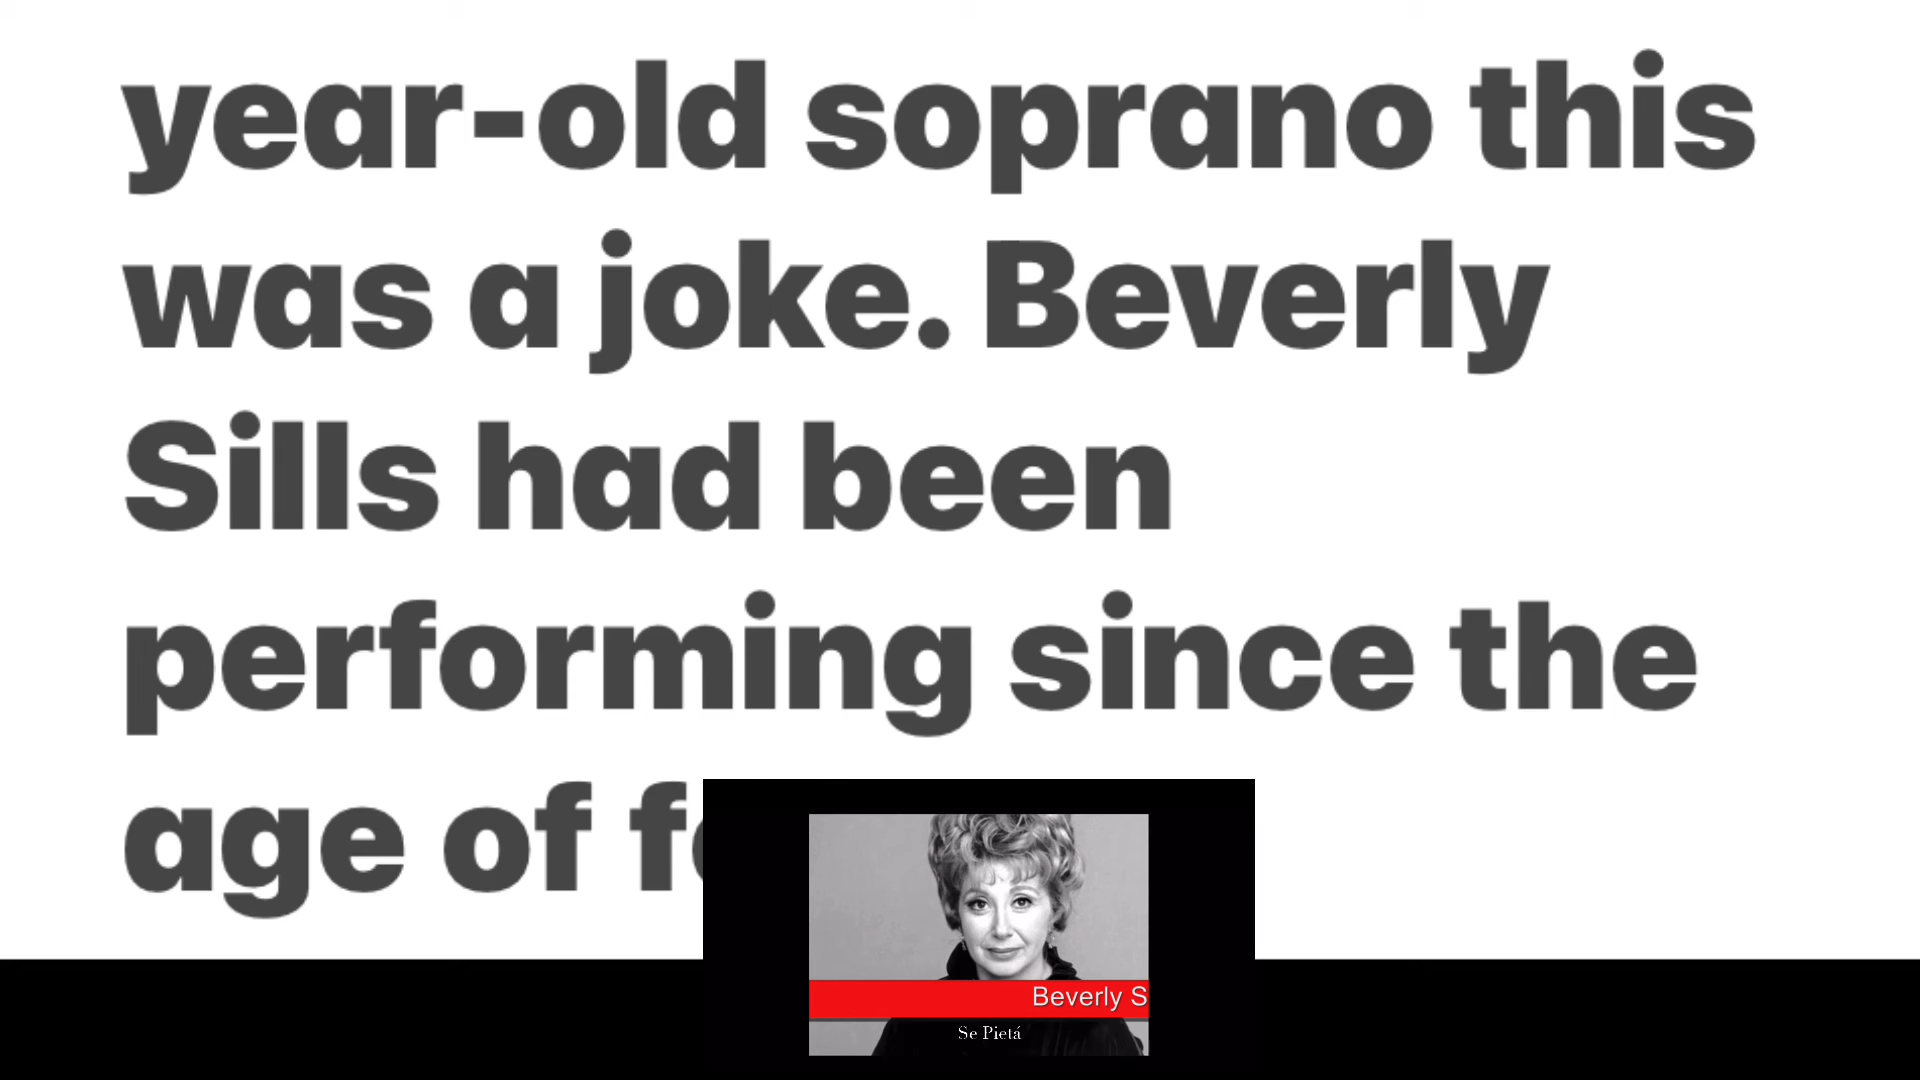 year-old soprano this
was a joke. Beverly
Sills had been
performing since the
age of
Beverly S
Se Pietá